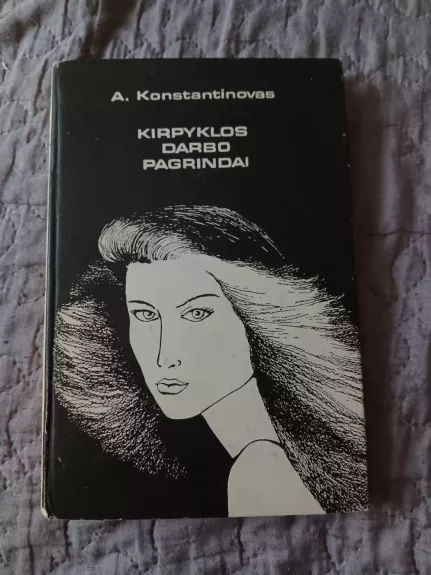 A. Konstantinovas
KIRPYKLOS
DARBO
PAGRINDAI